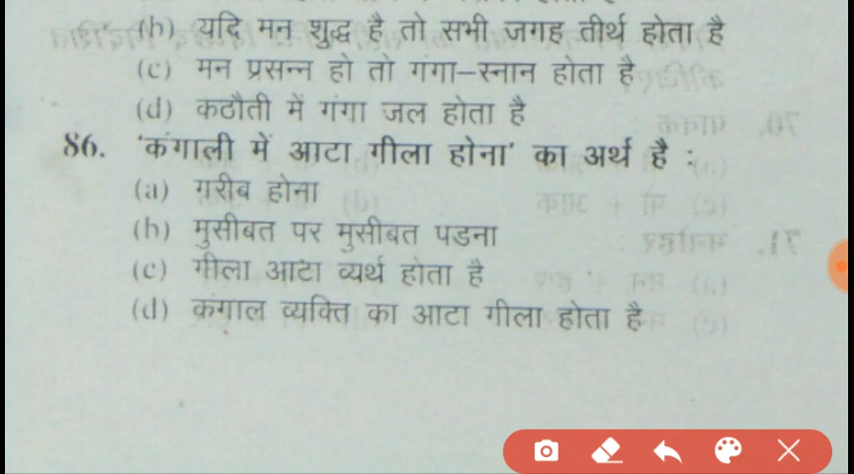 (b) यदि मन शुद्ध है तो सभी जगह तीर्थ होता है
(c) मन प्रसन्न हो तो गंगा-स्नान होता है
(d) कठौती में गंगा जल होता है
86. 'कंगाली में आटा गीला होना' का अर्थ है :
(a) गरीब होना
(b) मुसीबत पर मुसीबत पडना
(c) गीला आटा व्यर्थ होता है
(d) कंगाल व्यक्ति का आटा गीला होता है